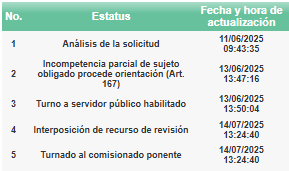 No. Estatus Fecha y hora de
actualización
1 Análisis de la solicitud 11/06/2025
09:43:35
2 Incompetencia parcial de sujeto
obligado procede orientación (Art.
167) 13/06/2025
13:47:16
3 Turno a servidor público habilitado 13/06/2025
13:50:04
4 Interposición de recurso de revisión 14/07/2025
13:24:40
5 Turnado al comisionado ponente 14/07/2025
13:24:40